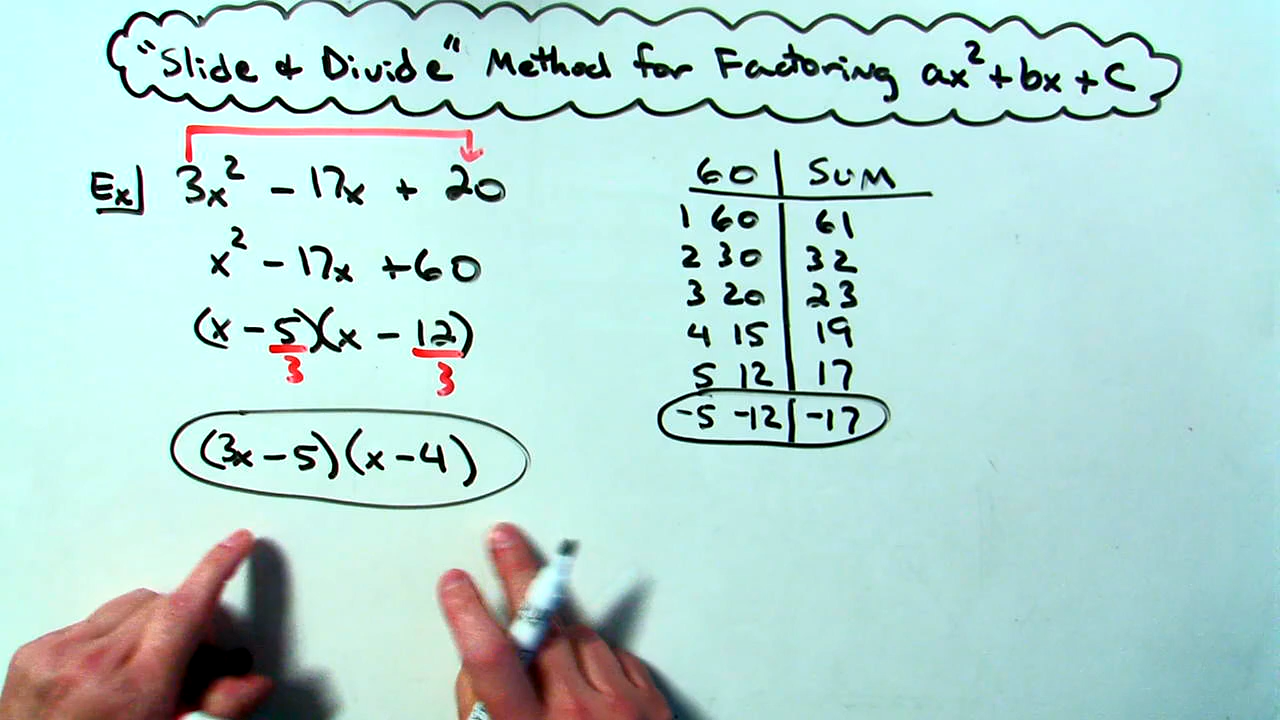 "Slide & Divide" Method for Factoring ax²+bx+C
Ex] 3x² - 17x + 20
x² - 17x + 60
(x - 5/3)(x - 12/3)
(3x - 5)(x - 4)
60 | SUM
1 60 | 61
2 30 | 32
3 20 | 23
4 15 | 19
5 12 | 17
-5 -12 | -17